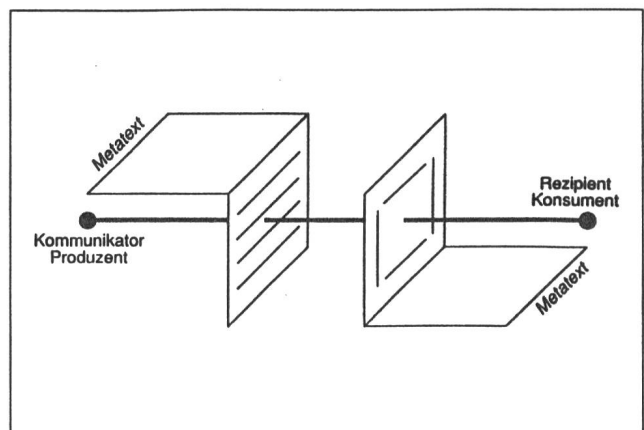 Metatext
Kommunikator
Produzent
Rezipient
Konsument
Metatext